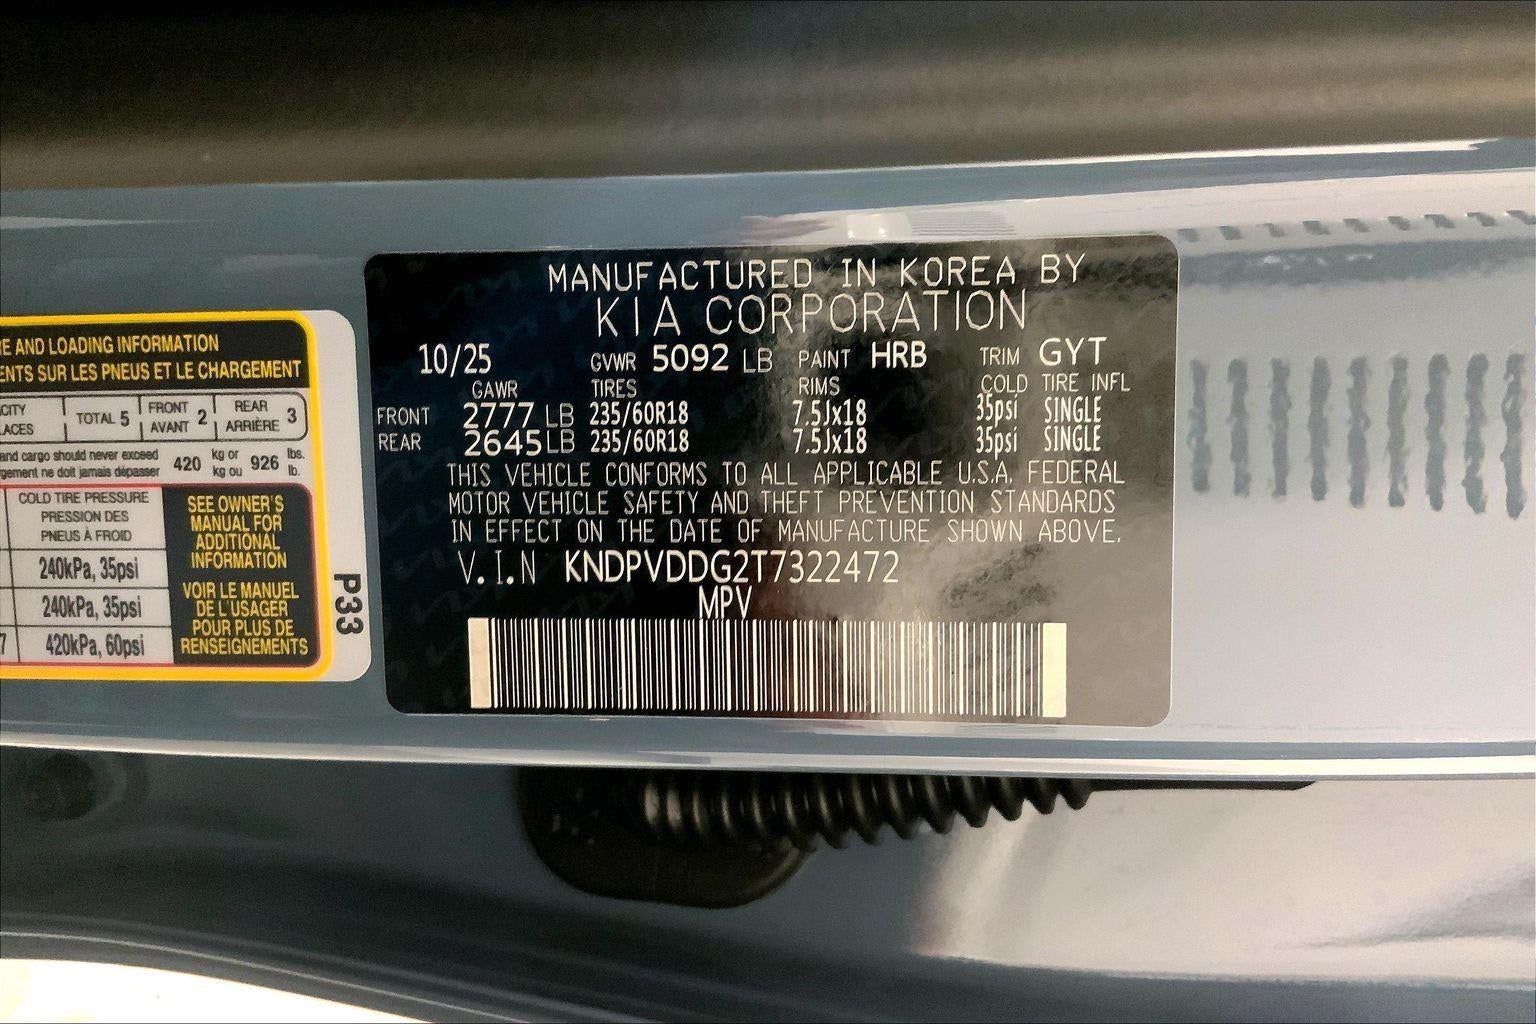 E AND LOADING INFORMATION
ENTS SUR LES PNEUS ET LE CHARGEMENT
TOTAL 5
FRONT
AVANT 2
REAR
ARRIÈRE 3
and cargo should never exceed
ne doit jamais dépasser
420 kg or
kg ou 926 lbs.
lb.
COLD TIRE PRESSURE
PRESSION DES
PNEUS À FROID
240kPa, 35psi
240kPa, 35psi
7 420kPa, 60psi
SEE OWNER'S
MANUAL FOR
ADDITIONAL
INFORMATION
VOIR LE MANUEL
DE L'USAGER
POUR PLUS DE
RENSEIGNEMENTS
P33
MANUFACTURED IN KOREA BY
KIA CORPORATION
10/25 GVWR 5092 LB PAINT HRB TRIM GYT
GAWR TIRES RIMS COLD TIRE INFL
FRONT 2777 LB 235/60R18 7.5Jx18 35psi SINGLE
REAR 2645 LB 235/60R18 7.5Jx18 35psi SINGLE
THIS VEHICLE CONFORMS TO ALL APPLICABLE U.S.A. FEDERAL
MOTOR VEHICLE SAFETY AND THEFT PREVENTION STANDARDS
IN EFFECT ON THE DATE OF MANUFACTURE SHOWN ABOVE.
V.I.N KNDPVDDG2T7322472
MPV